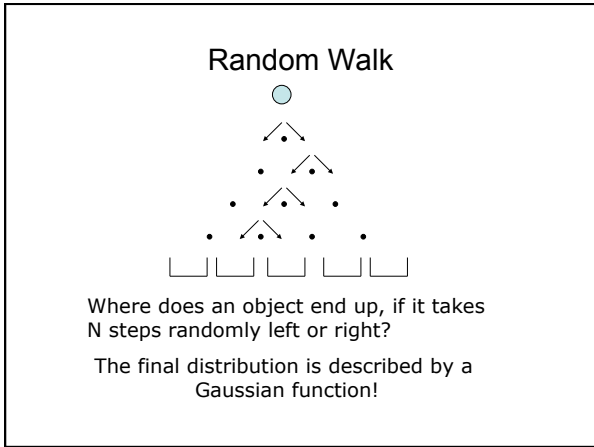 Random Walk
Where does an object end up, if it takes
N steps randomly left or right?
The final distribution is described by a
Gaussian function!